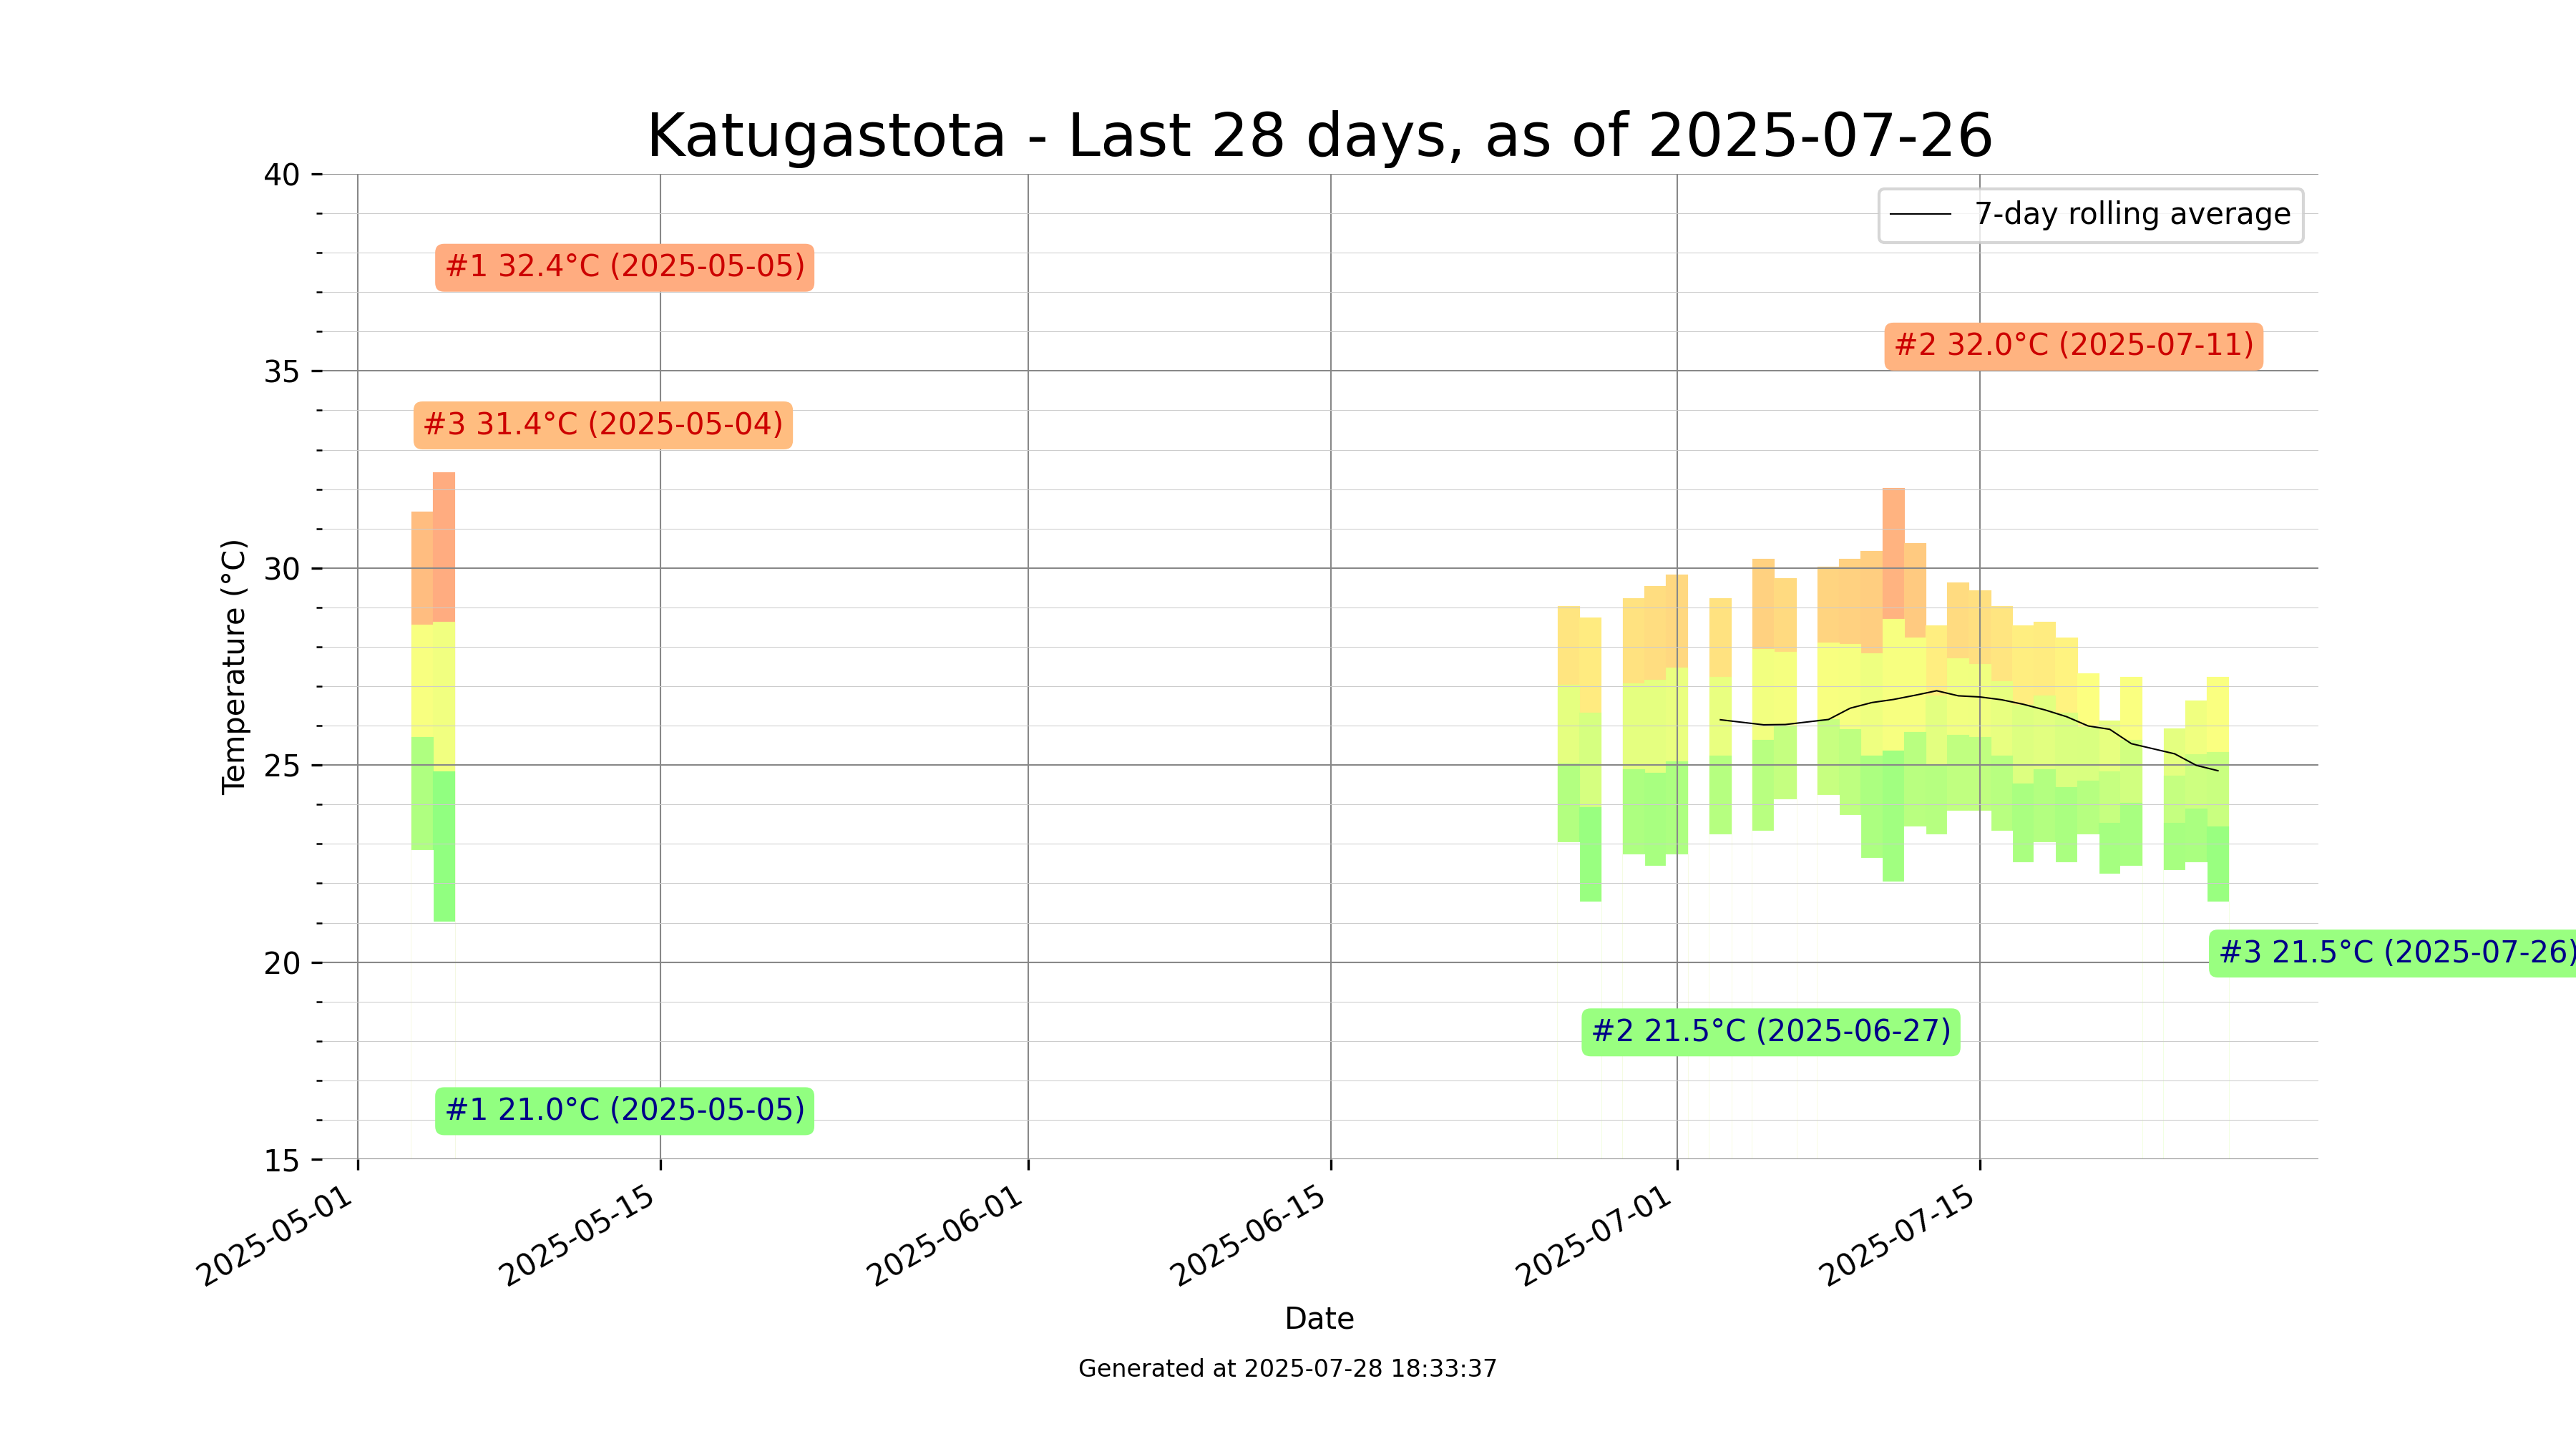 Katugastota - Last 28 days, as of 2025-07-26
40
7-day rolling average
#1 32.4°C (2025-05-05)
#2 32.0°C (2025-07-11)
35
#3 31.4°C (2025-05-04)
30
Temperature (°C)
25
20
#3 21.5°C (2025-07-26)
#2 21.5°C (2025-06-27)
#1 21.0°C (2025-05-05)
15
2025-05-01
2025-05-15
2025-06-01
2025-06-15
2025-07-01
2025-07-15
Date
Generated at 2025-07-28 18:33:37